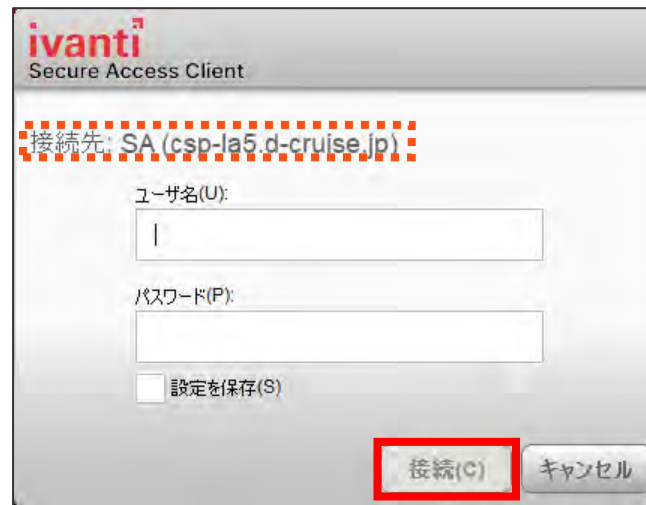 ivanti
Secure Access Client
接続先: SA (csp-la5.d-cruise.jp)
ユーザ名(U):
パスワード(P):
設定を保存(S)
接続(C) キャンセル